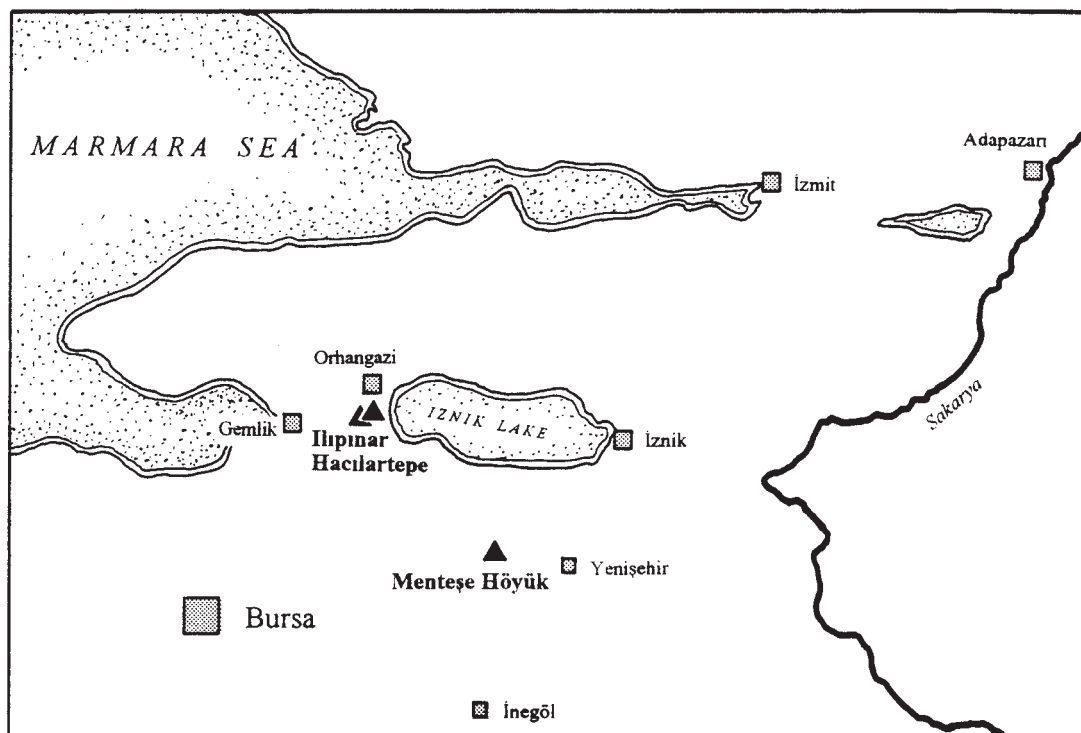 Adapazarı
MARMARA SEA
İzmit
Orhangazi
Sakarya
IZNIK LAKE
Gemlik
İznik
Ilıpınar
Hacılartepe
Yenişehir
Menteşe Höyük
Bursa
İnegöl